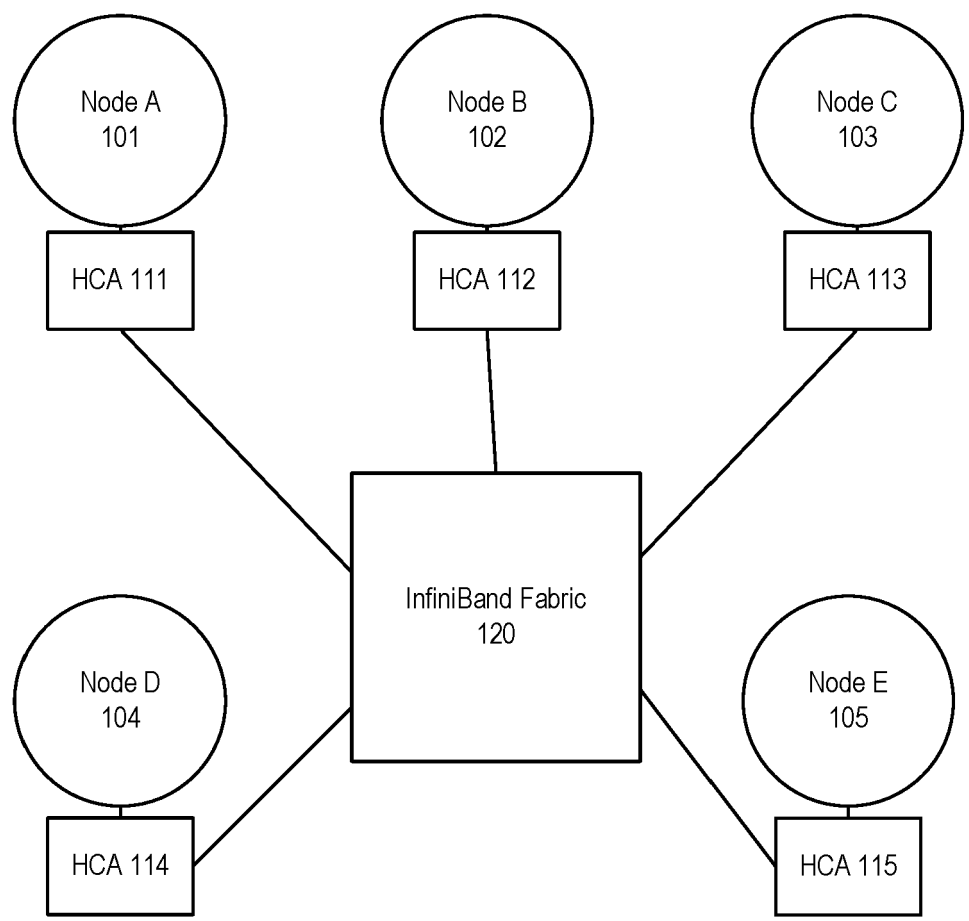 Node A
101
Node B
102
Node C
103
HCA 111
HCA 112
HCA 113
InfiniBand Fabric
120
Node D
104
Node E
105
HCA 114
HCA 115